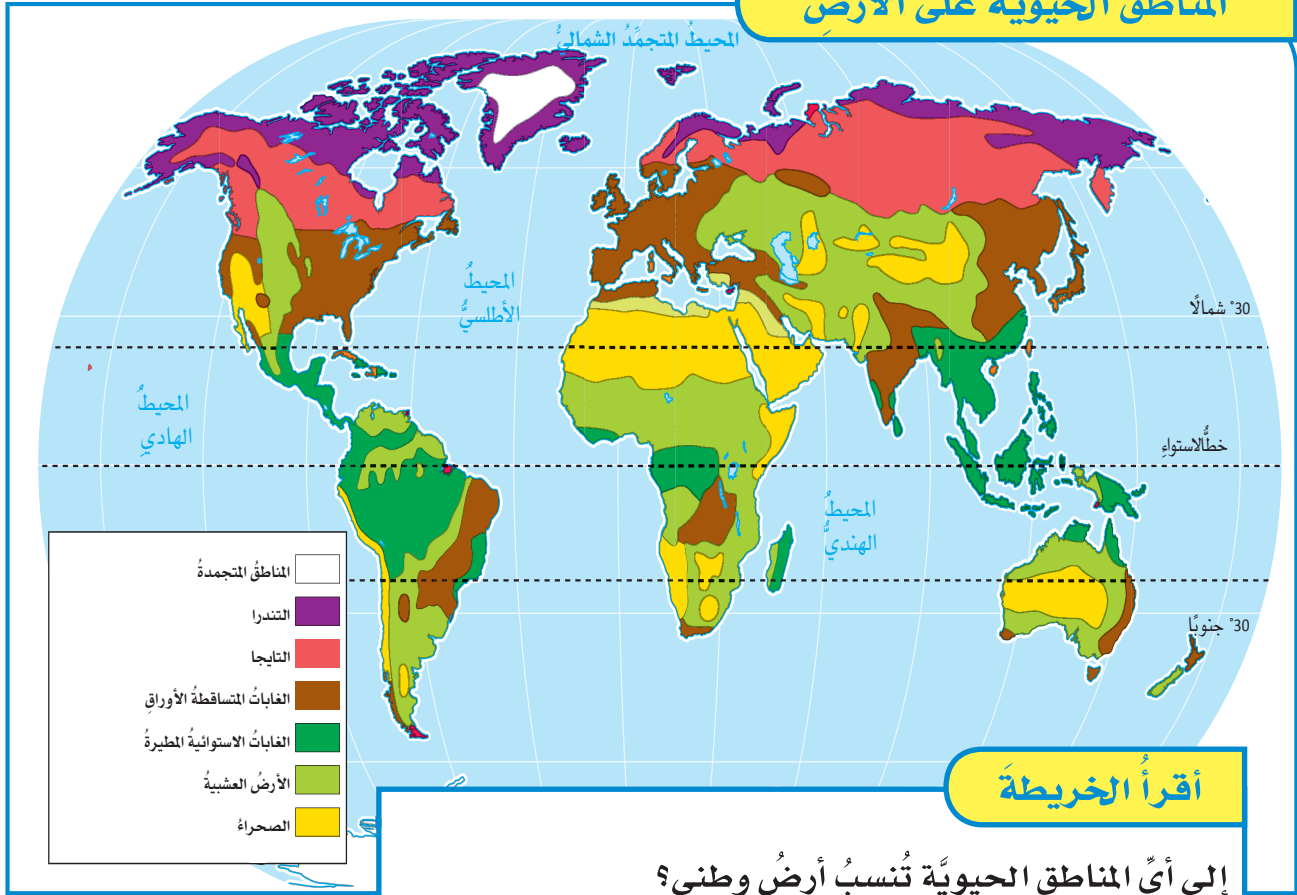 المناطق الحيوية على الأرضِ
المحيطُ المتجمِّدُ الشماليُّ
المحيطُ
الأطلسيُّ
30° شمالًا
المحيطُ
الهادي
خطُّ الاستواءِ
المحيطُ
الهنديُّ
30° جنوبًا
المناطقُ المتجمدةُ
التندرا
التايجا
الغاباتُ المتساقطةُ الأوراقِ
الغاباتُ الاستوائيةُ المطيرةُ
الأرضُ العشبيةُ
الصحراءُ
أقرأُ الخريطةَ
إلى أيِّ المناطق الحيويَّة تُنسبُ أرضُ وطني؟